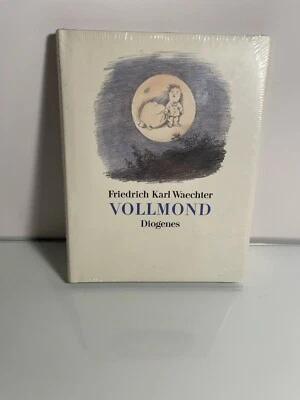 Friedrich Karl Waechter
VOLLMOND
Diogenes